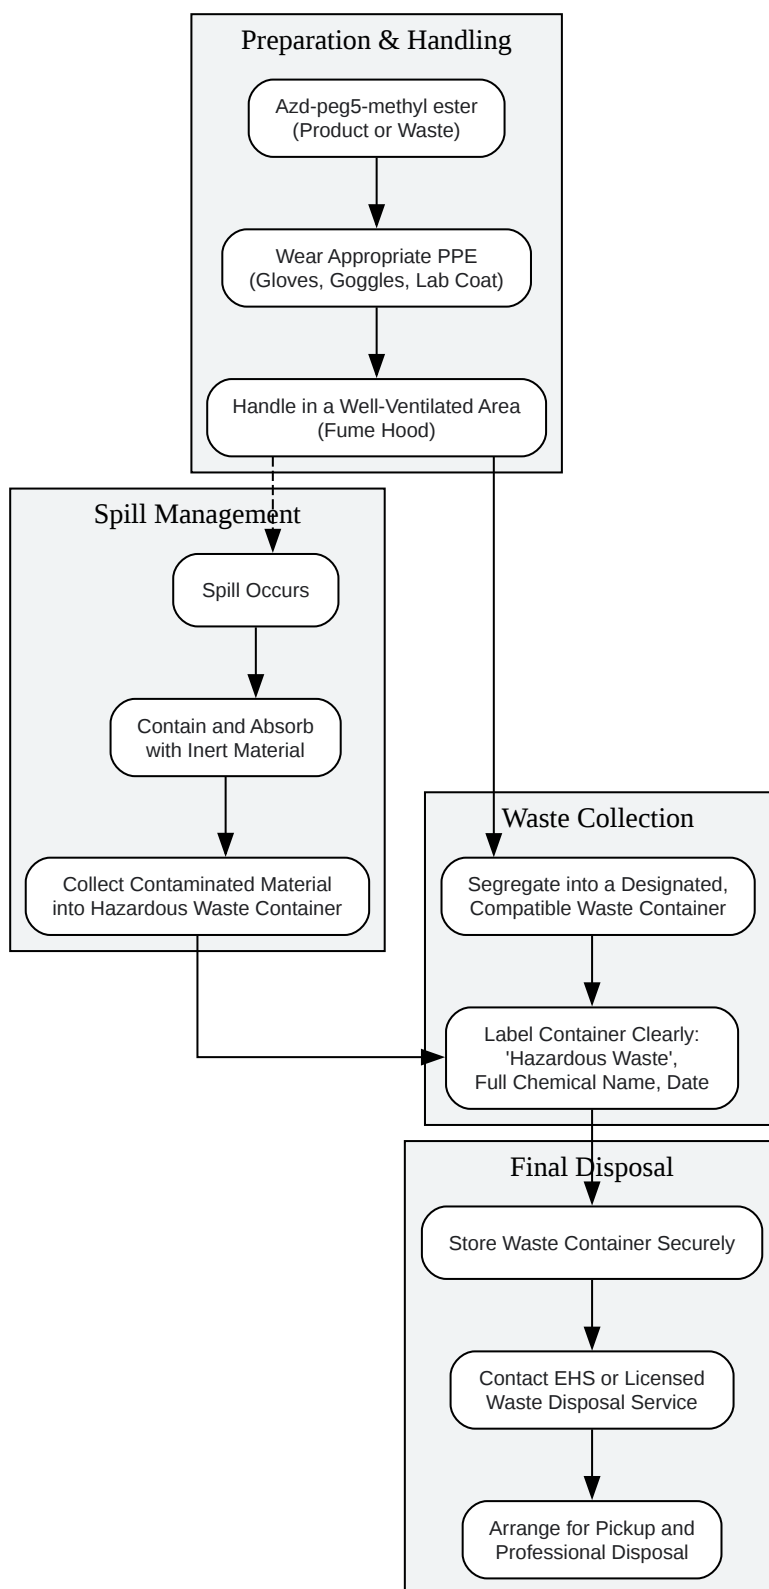 Preparation & Handling
Azd-peg5-methyl ester
(Product or Waste)
Wear Appropriate PPE
(Gloves, Goggles, Lab Coat)
Handle in a Well-Ventilated Area
(Fume Hood)
Spill Management
Spill Occurs
Contain and Absorb
with Inert Material
Collect Contaminated Material
into Hazardous Waste Container
Waste Collection
Segregate into a Designated,
Compatible Waste Container
Label Container Clearly:
'Hazardous Waste',
Full Chemical Name, Date
Final Disposal
Store Waste Container Securely
Contact EHS or Licensed
Waste Disposal Service
Arrange for Pickup and
Professional Disposal